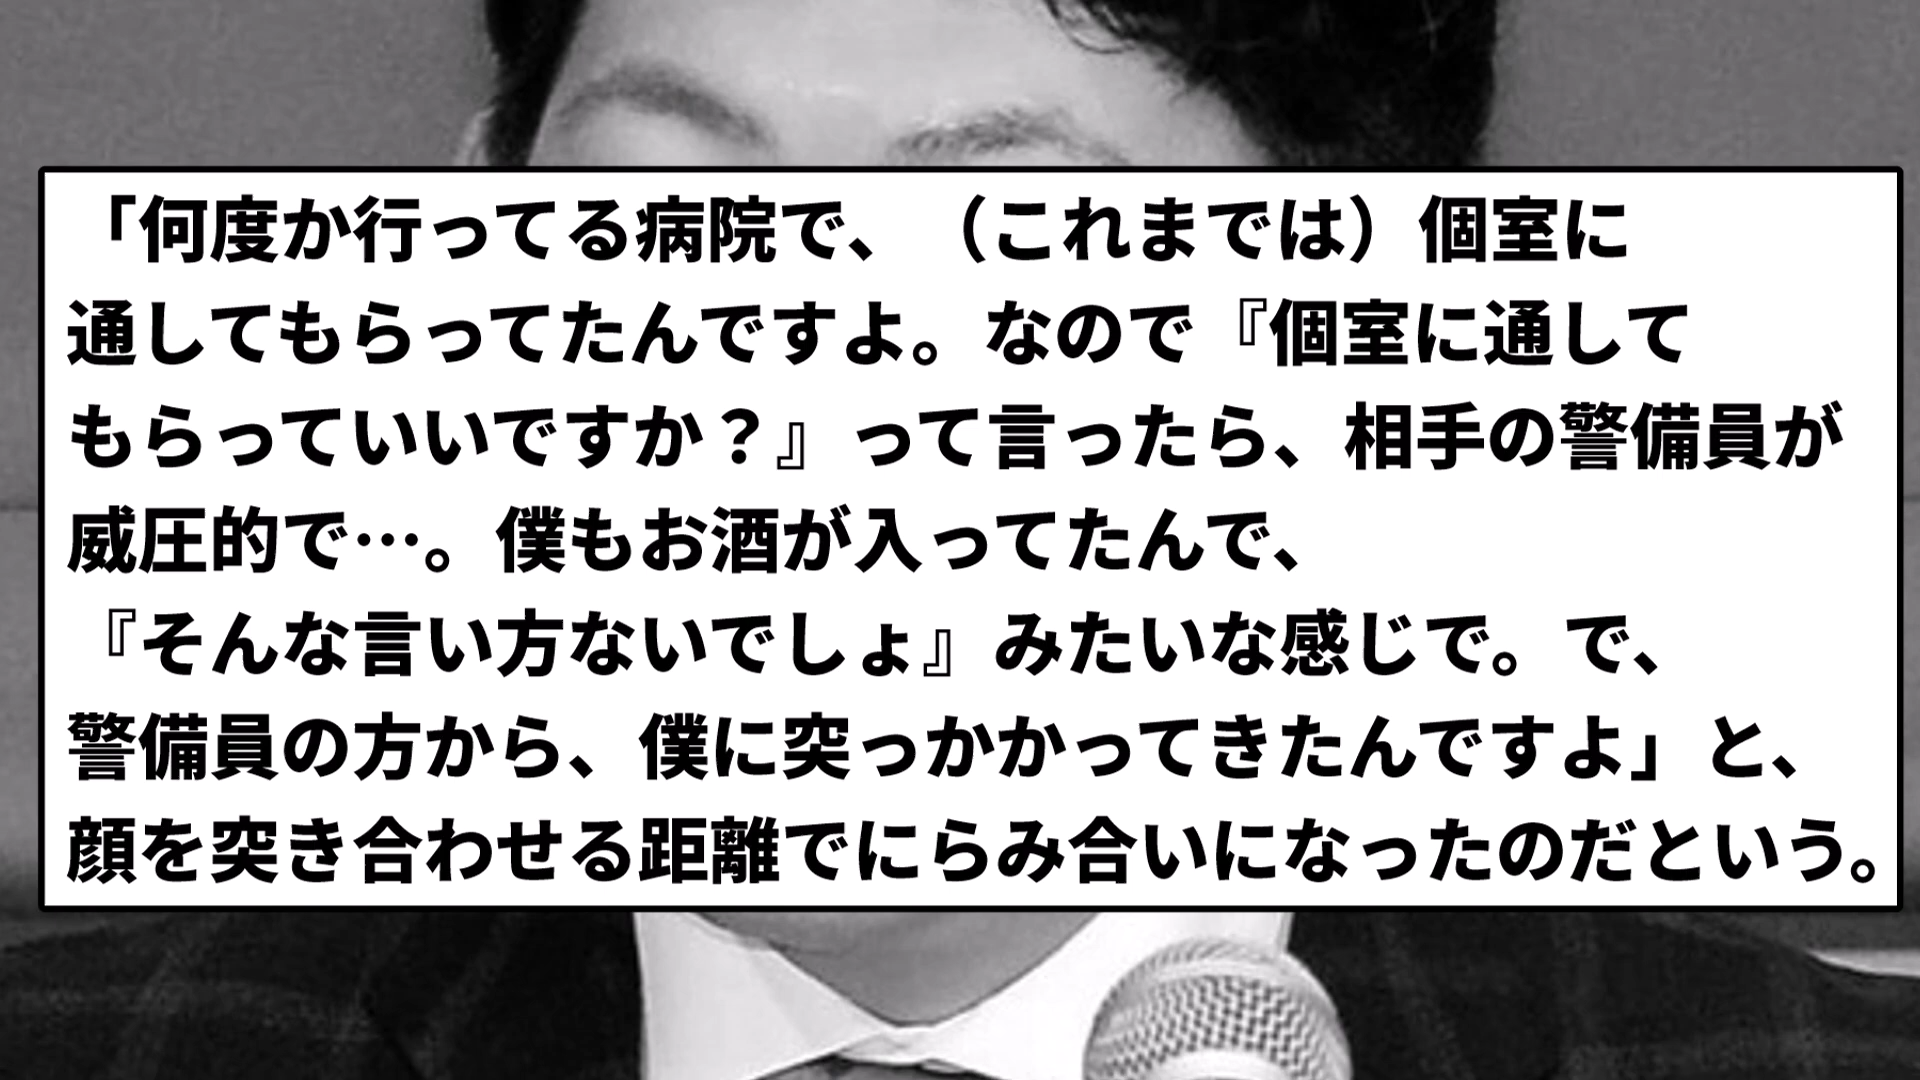 「何度か行ってる病院で、（これまでは）個室に
通してもらってたんですよ。なので『個室に通して
もらっていいですか？』って言ったら、相手の警備員が
威圧的で…。僕もお酒が入ってたんで、
『そんな言い方ないでしょ』みたいな感じで。で、
警備員の方から、僕に突っかかってきたんですよ」と、
顔を突き合わせる距離でにらみ合いになったのだという。